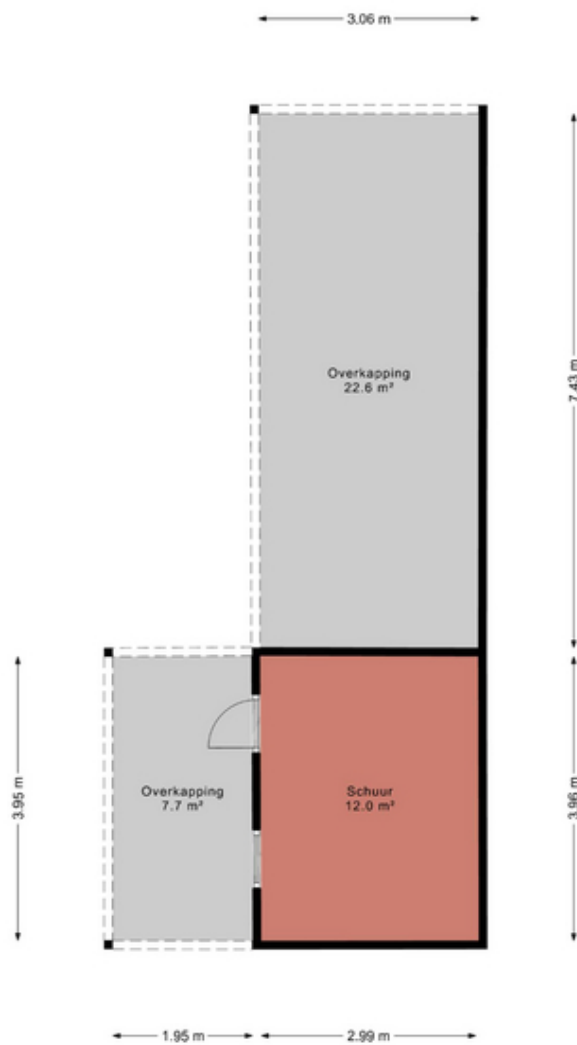 3.06 m
Overkapping
22.6 m²
7.43 m
Overkapping
7.7 m²
Schuur
12.0 m²
3.95 m
3.96 m
1.95 m
2.99 m